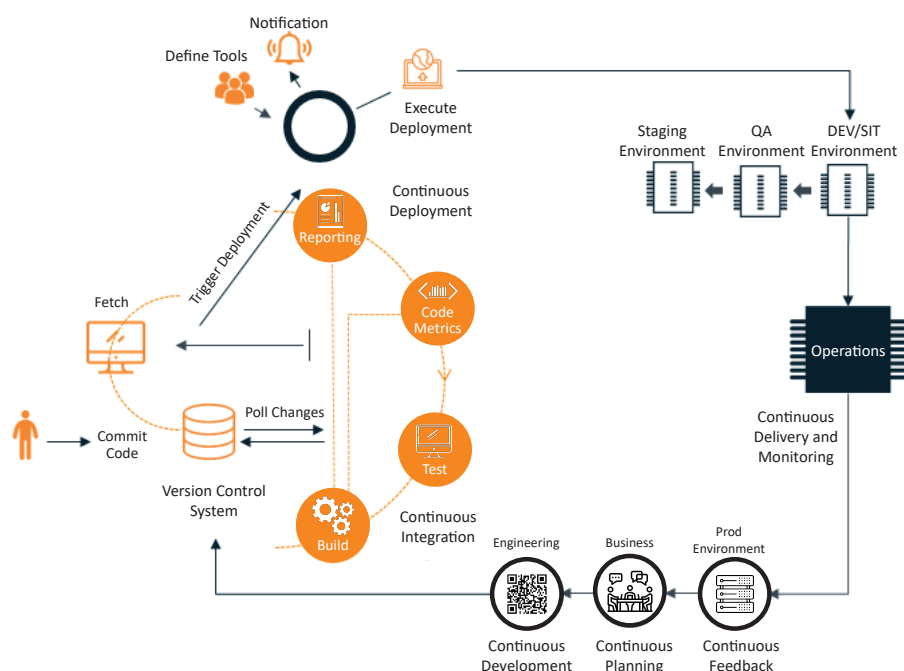 Notification
Define Tools
Execute
Deployment
Staging
Environment
QA
Environment
DEV/SIT
Environment
Continuous
Deployment
Reporting
Trigger Deployment
Fetch
Code
Metrics
Operations
Poll Changes
Commit
Code
Continuous
Delivery and
Monitoring
Test
Version Control
System
Build
Continuous
Integration
Engineering
Business
Prod
Environment
Continuous
Development
Continuous
Planning
Continuous
Feedback